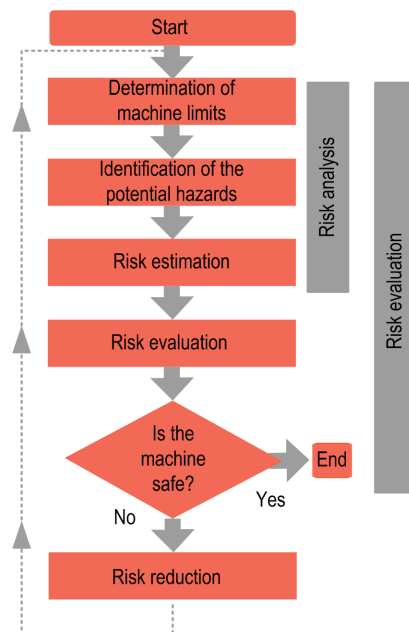 Start
Determination of
machine limits
Identification of the
potential hazards
Risk estimation
Risk evaluation
Is the
machine
safe?
End
Yes
No
Risk reduction
Risk analysis
Risk evaluation